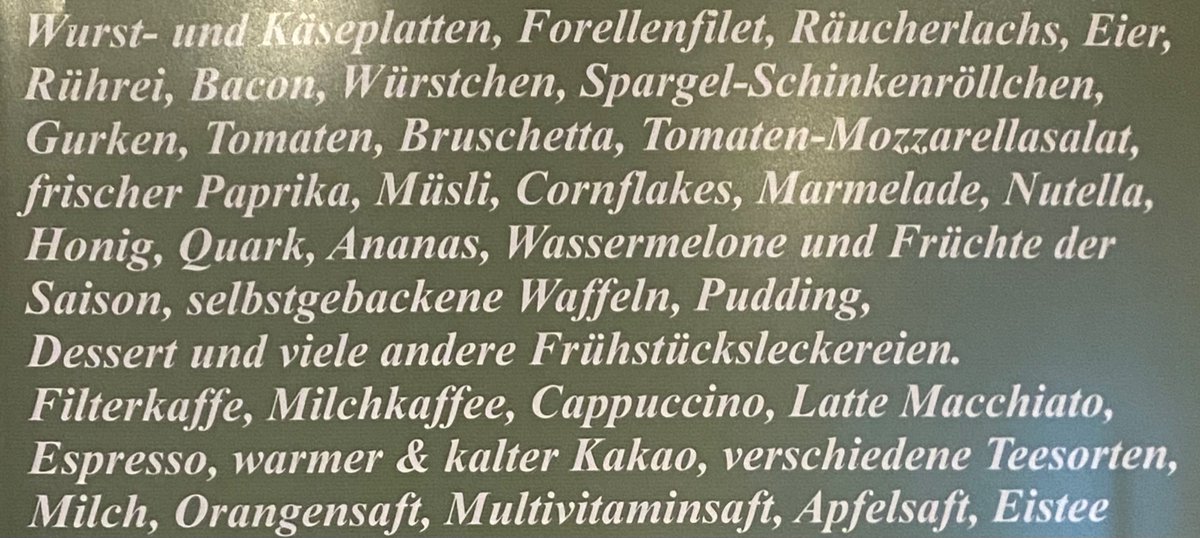 Wurst- und Käseplatten, Forellenfilet, Räucherlachs, Eier,
Rührei, Bacon, Würstchen, Spargel-Schinkenröllchen,
Gurken, Tomaten, Bruschetta, Tomaten-Mozzarellasalat,
frischer Paprika, Müsli, Cornflakes, Marmelade, Nutella,
Honig, Quark, Ananas, Wassermelone und Früchte der
Saison, selbstgebackene Waffeln, Pudding,
Dessert und viele andere Frühstücksleckereien.
Filterkaffe, Milchkaffee, Cappuccino, Latte Macchiato,
Espresso, warmer & kalter Kakao, verschiedene Teesorten,
Milch, Orangensaft, Multivitaminsaft, Apfelsaft, Eistee